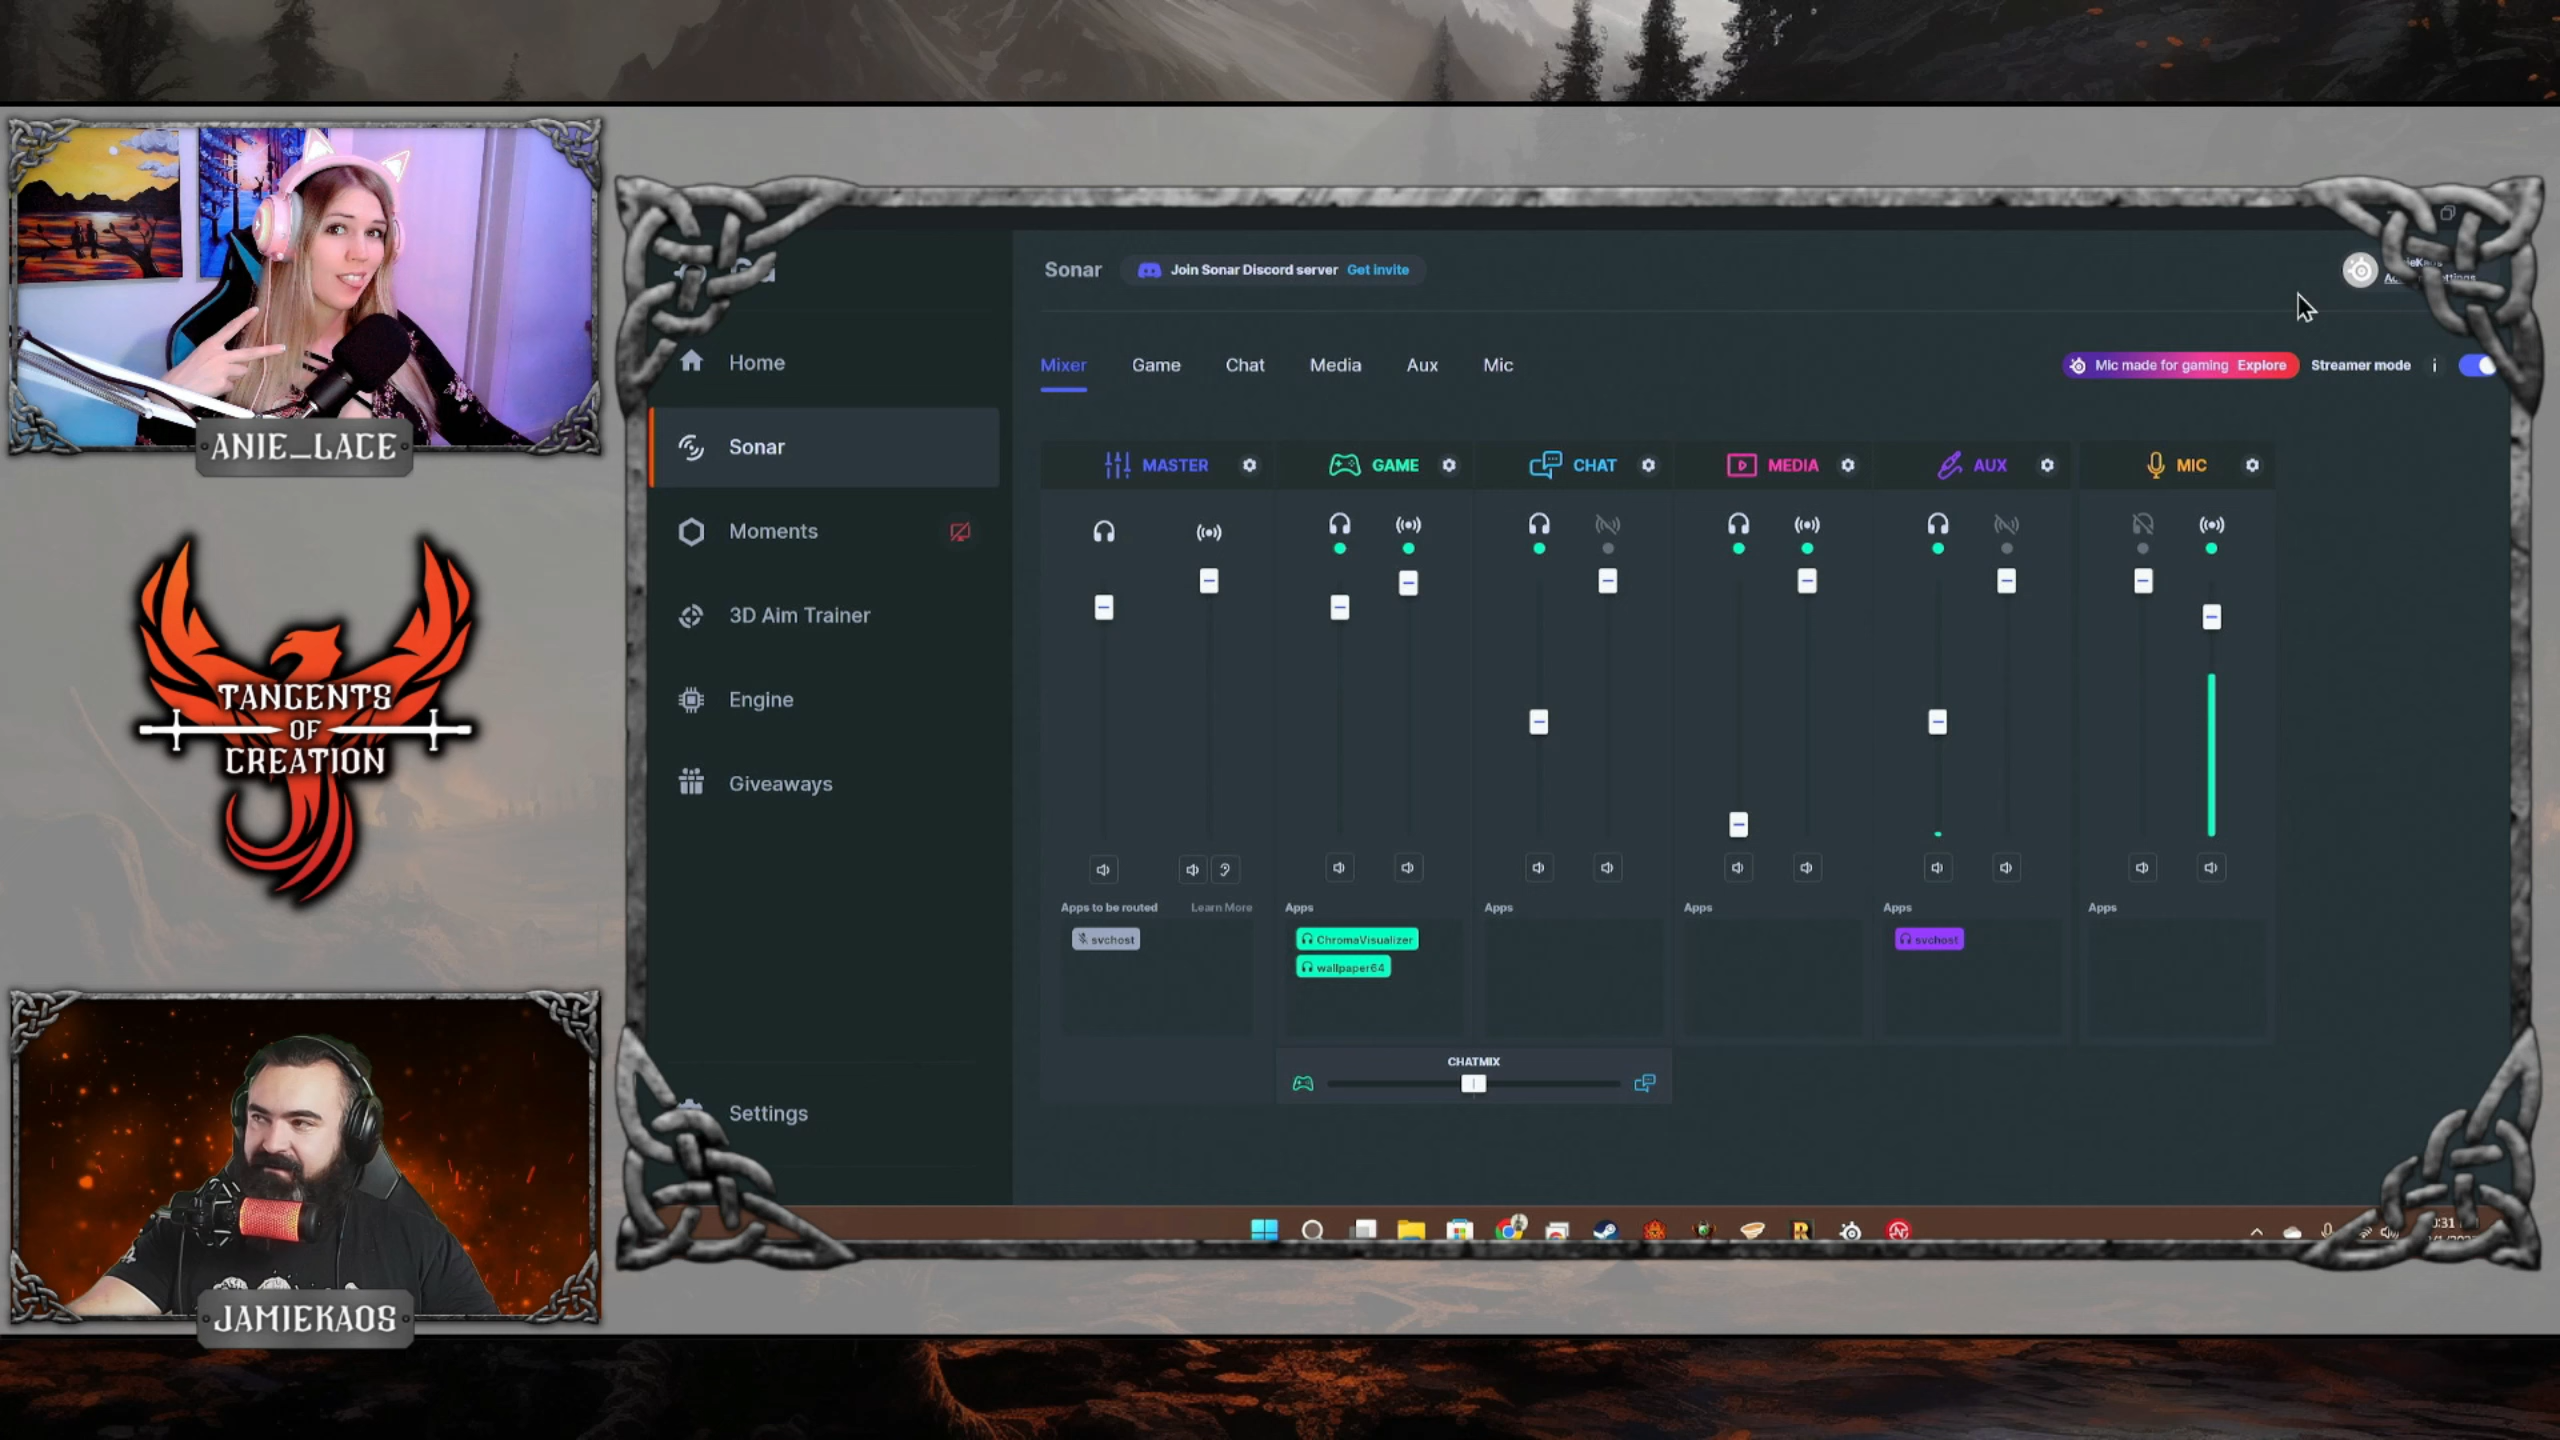 ANIE_LACE
TANGENTS
OF
CREATION
JAMIEKAOS
Home
Sonar
Moments
3D Aim Trainer
Engine
Giveaways
Settings
Sonar
Join Sonar Discord server Get invite
Mixer Game Chat Media Aux Mic
Mic made for gaming Explore Streamer mode i
MASTER GAME CHAT MEDIA AUX MIC
Apps to be routed Learn More Apps Apps Apps Apps Apps
svchost ChromaVisualizer svchost
wallpaper64
CHATMIX